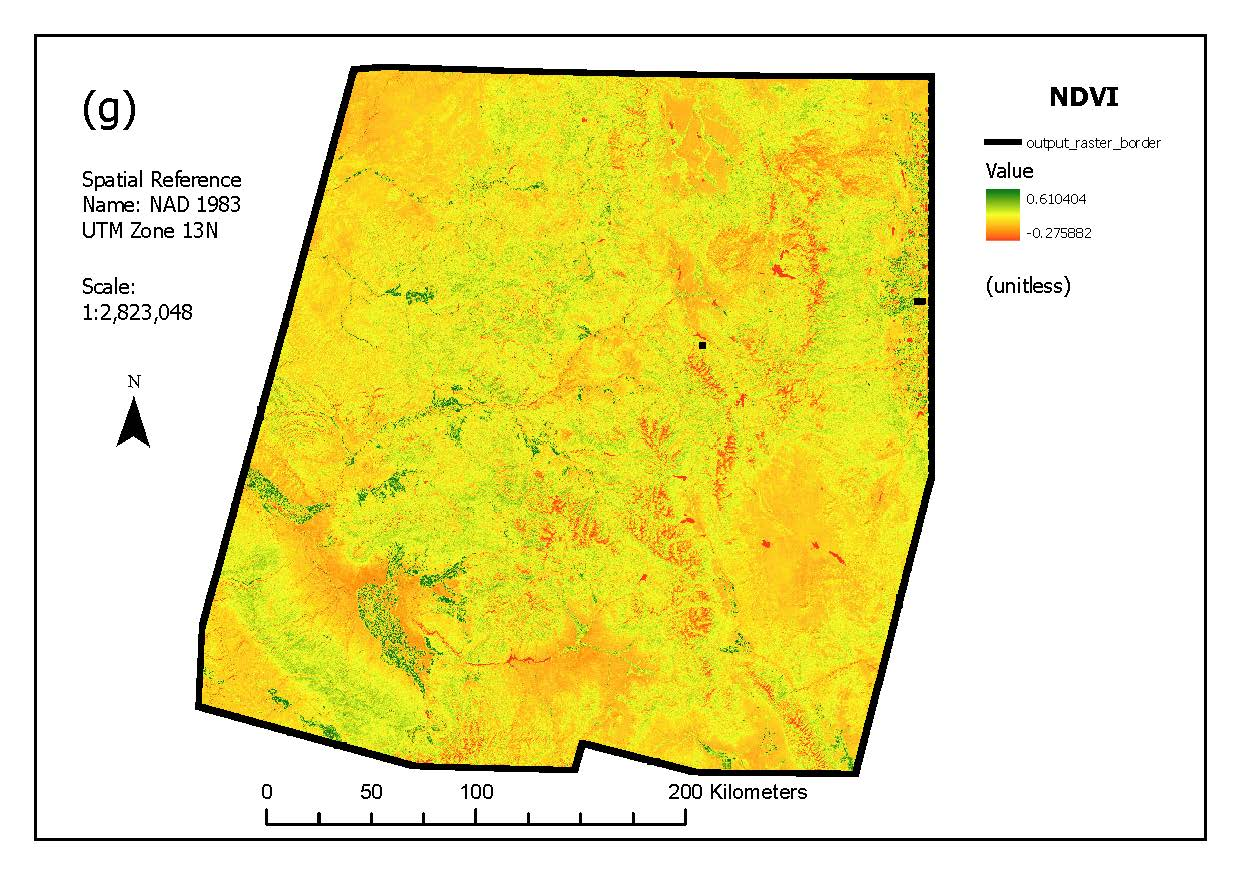 (g)
Spatial Reference
Name: NAD 1983
UTM Zone 13N
Scale:
1:2,823,048
N
NDVI
output_raster_border
Value
0.610404
-0.275882
(unitless)
0 50 100 200 Kilometers